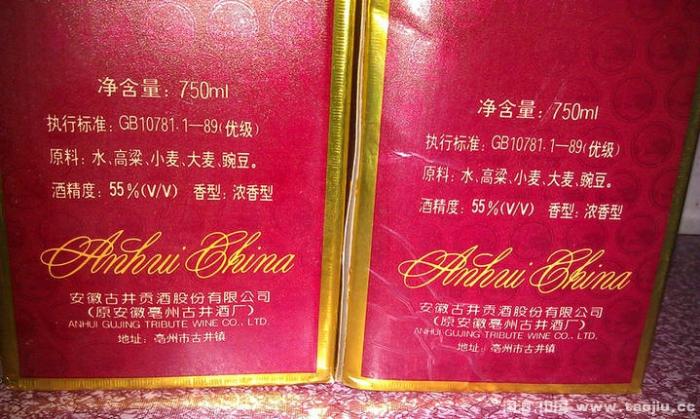 净含量: 750ml
执行标准: GB10781.1—89(优级)
原料: 水、高粱、小麦、大麦、豌豆。
酒精度: 55%(V/V) 香型: 浓香型
Anhui China
安徽古井贡酒股份有限公司
(原安徽亳州古井酒厂)
ANHUI GUJING TRIBUTE WINE CO., LTD
地址: 亳州市古井镇
净含量: 750ml
执行标准: GB10781.1—89(优级)
原料: 水、高粱、小麦、大麦、豌豆。
酒精度: 55%(V/V) 香型: 浓香型
Anhui China
安徽古井贡酒股份有限公司
(原安徽亳州古井酒厂)
ANHUI GUJING TRIBUTE WINE CO., LTD
地址: 亳州市古井镇